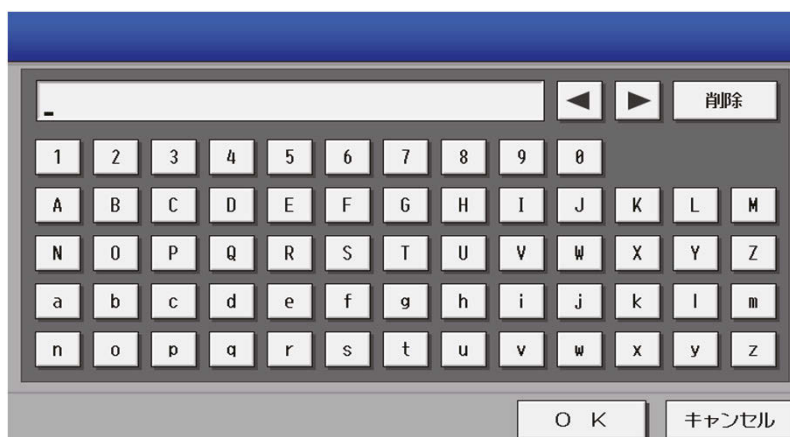 _ ◀ ▶ 削除
1 2 3 4 5 6 7 8 9 0
A B C D E F G H I J K L M
N O P Q R S T U V W X Y Z
a b c d e f g h i j k l m
n o p q r s t u v w x y z
O K キャンセル